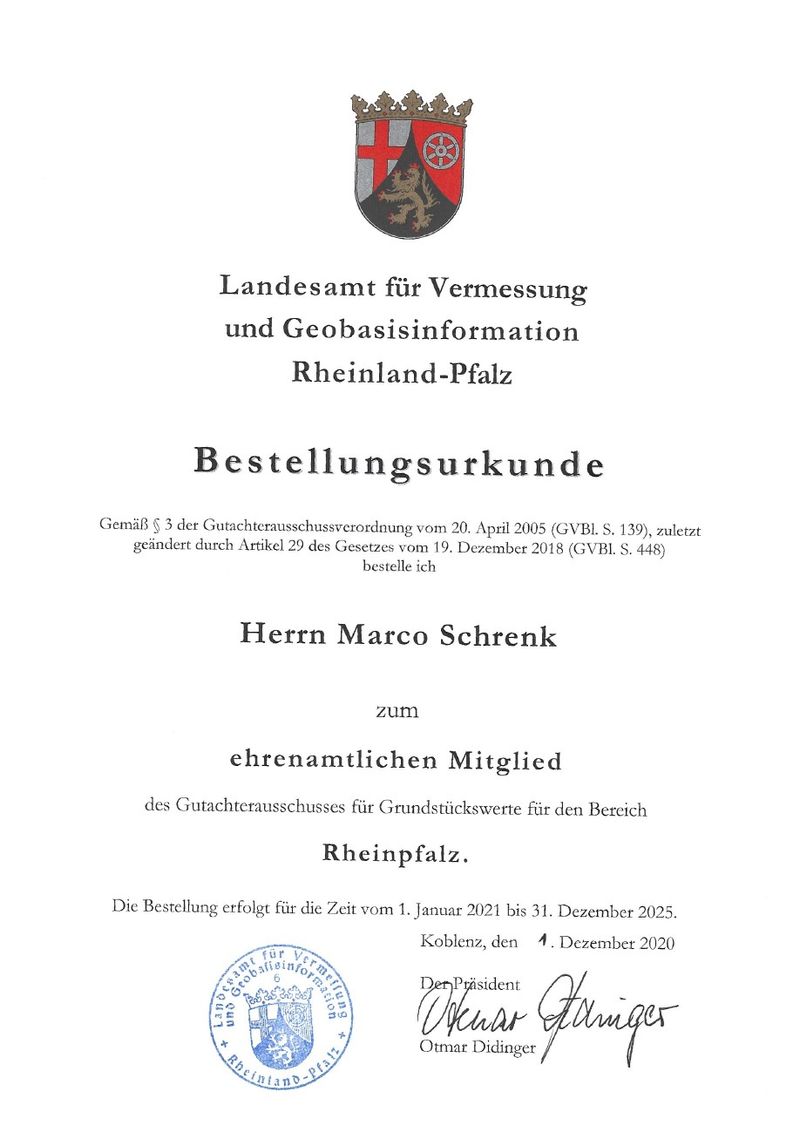 Landesamt für Vermessung
und Geobasisinformation
Rheinland-Pfalz
Bestellungsurkunde
Gemäß § 3 der Gutachterausschussverordnung vom 20. April 2005 (GVBl. S. 139), zuletzt
geändert durch Artikel 29 des Gesetzes vom 19. Dezember 2018 (GVBl. S. 448)
bestelle ich
Herrn Marco Schrenk
zum
ehrenamtlichen Mitglied
des Gutachterausschusses für Grundstückswerte für den Bereich
Rheinpfalz.
Die Bestellung erfolgt für die Zeit vom 1. Januar 2021 bis 31. Dezember 2025.
Koblenz, den 1. Dezember 2020
Der Präsident
Otmar Didinger
Otmar Didinger
Landesamt für Vermessung
und Geobasisinformation
6
Rheinland-Pfalz